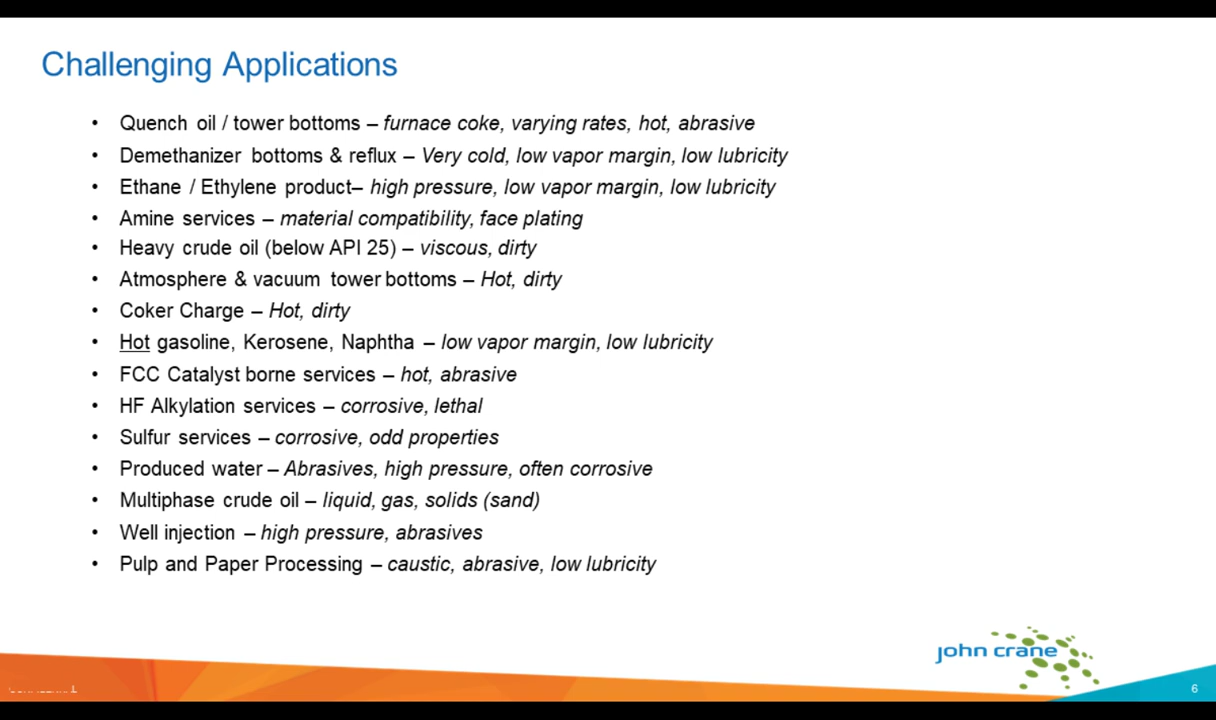 Challenging Applications
• Quench oil / tower bottoms – furnace coke, varying rates, hot, abrasive
• Demethanizer bottoms & reflux – Very cold, low vapor margin, low lubricity
• Ethane / Ethylene product– high pressure, low vapor margin, low lubricity
• Amine services – material compatibility, face plating
• Heavy crude oil (below API 25) – viscous, dirty
• Atmosphere & vacuum tower bottoms – Hot, dirty
• Coker Charge – Hot, dirty
• Hot gasoline, Kerosene, Naphtha – low vapor margin, low lubricity
• FCC Catalyst borne services – hot, abrasive
• HF Alkylation services – corrosive, lethal
• Sulfur services – corrosive, odd properties
• Produced water – Abrasives, high pressure, often corrosive
• Multiphase crude oil – liquid, gas, solids (sand)
• Well injection – high pressure, abrasives
• Pulp and Paper Processing – caustic, abrasive, low lubricity
john crane
6